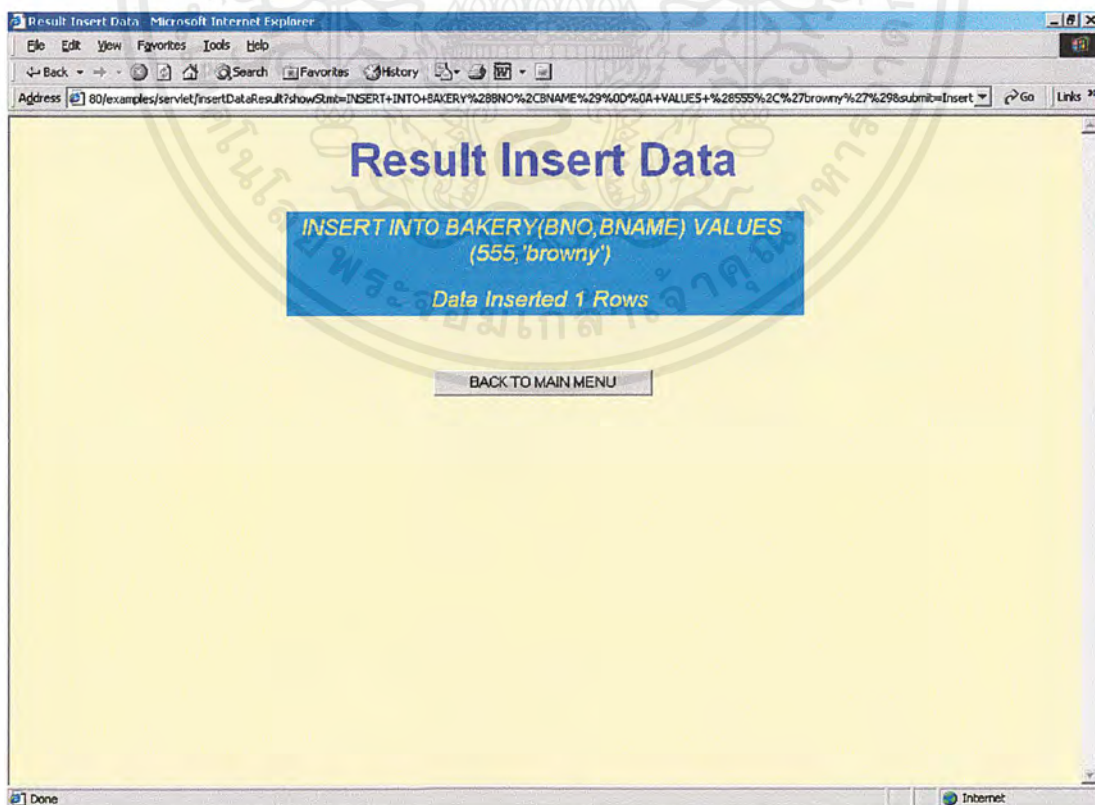 Result Insert Data - Microsoft Internet Explorer
File Edit View Favorites Tools Help
Back Search Favorites History
Address 80/examples/servlet/insertDataResult?showStmt=INSERT+INTO+BAKERY%28BNO%2CBNAME%29%0D%0A+VALUES+%28555%2C%27browny%27%29&submit=Insert Go Links »
Result Insert Data
INSERT INTO BAKERY(BNO,BNAME) VALUES
(555,'browny')
Data Inserted 1 Rows
BACK TO MAIN MENU
Done Internet